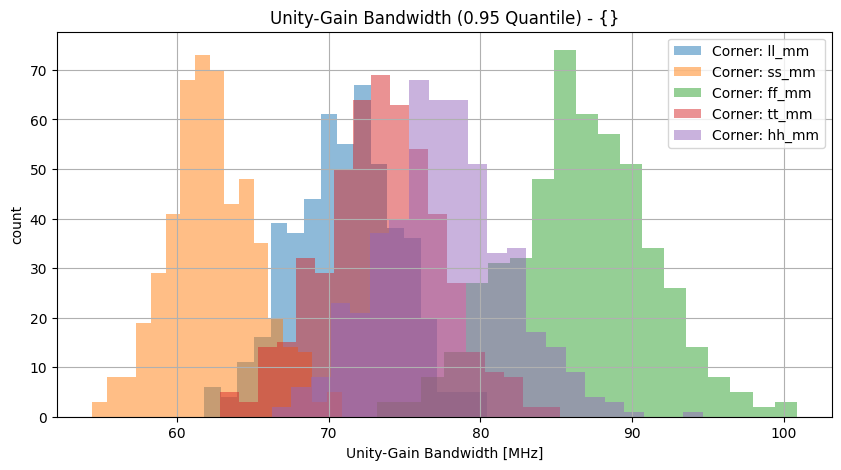 Unity-Gain Bandwidth (0.95 Quantile) - {}
Corner: ll_mm
Corner: ss_mm
Corner: ff_mm
Corner: tt_mm
Corner: hh_mm
70
60
50
40
30
20
10
0
count
60 70 80 90 100
Unity-Gain Bandwidth [MHz]